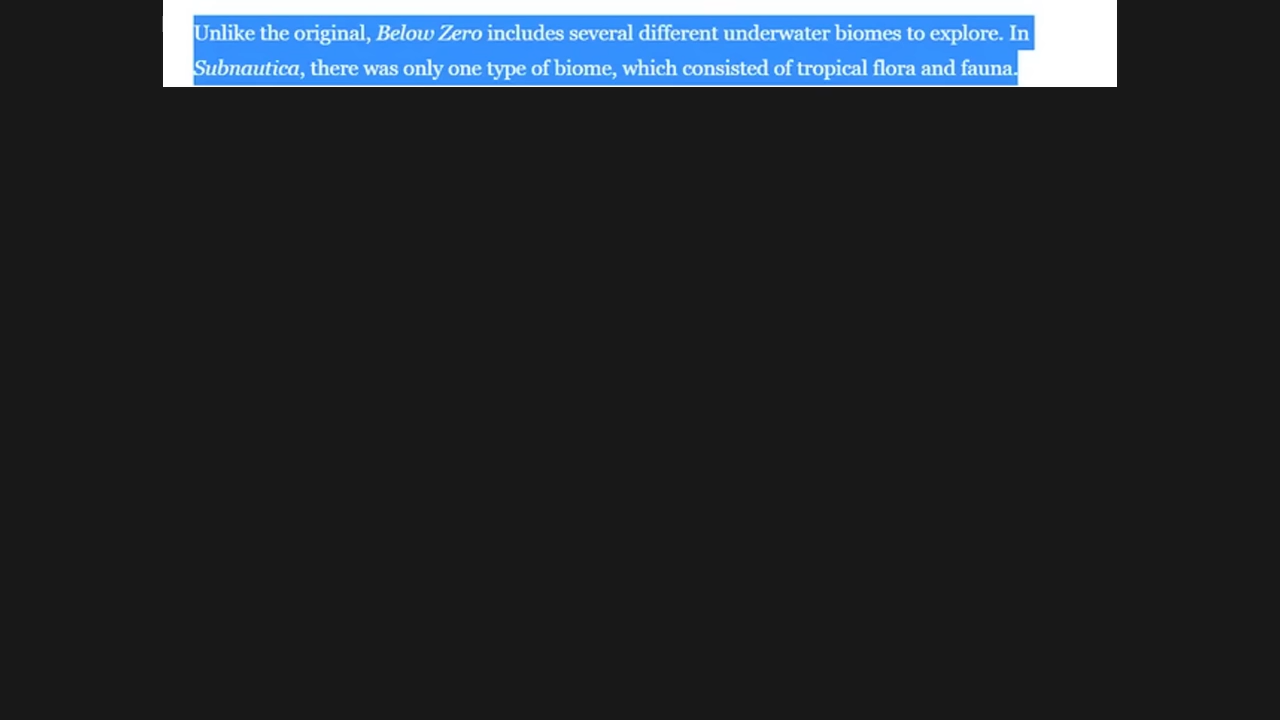 Unlike the original, Below Zero includes several different underwater biomes to explore. In
Subnautica, there was only one type of biome, which consisted of tropical flora and fauna.